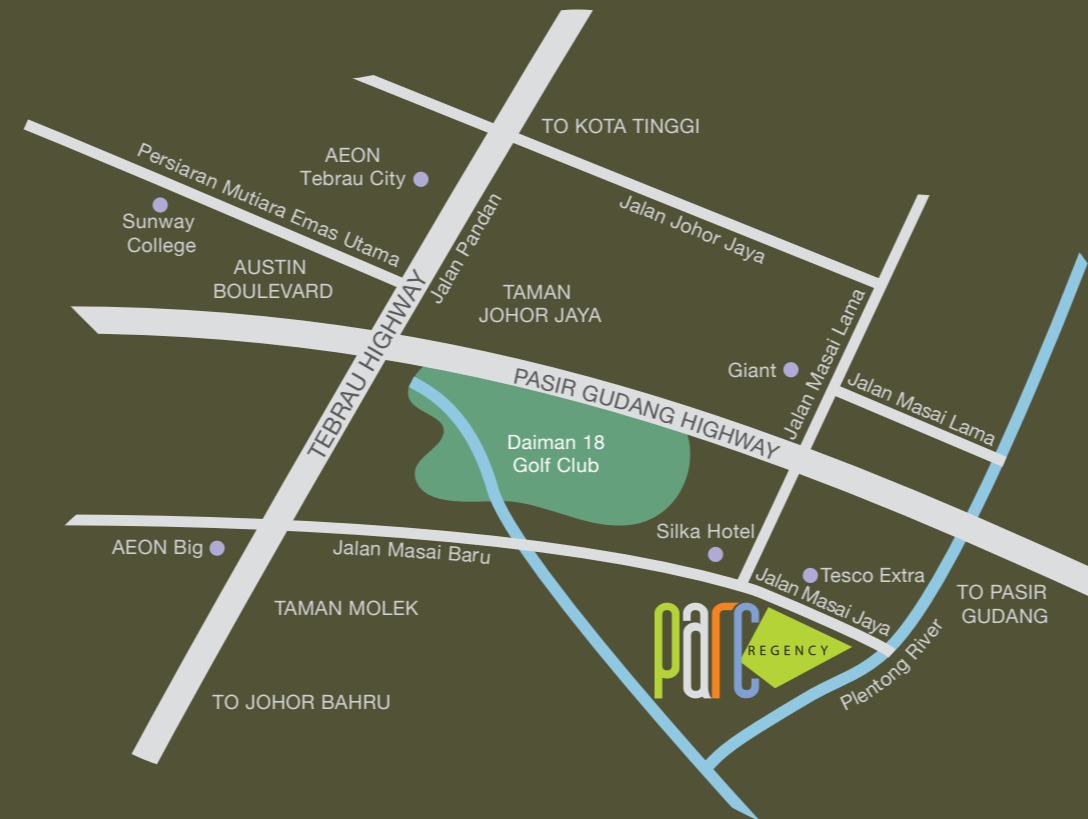 TO KOTA TINGGI
Persiaran Mutiara Emas Utama
AEON
Tebrau City
Sunway
College
Jalan Johor Jaya
Jalan Pandan
AUSTIN
BOULEVARD
TAMAN
JOHOR JAYA
TEBRAU HIGHWAY
Jalan Masai Lama
Giant
Jalan Masai Lama
PASIR GUDANG HIGHWAY
Daiman 18
Golf Club
Silka Hotel
AEON Big
Jalan Masai Baru
Tesco Extra
Jalan Masai Jaya
TO PASIR
GUDANG
TAMAN MOLEK
parc
REGENCY
Plentong River
TO JOHOR BAHRU